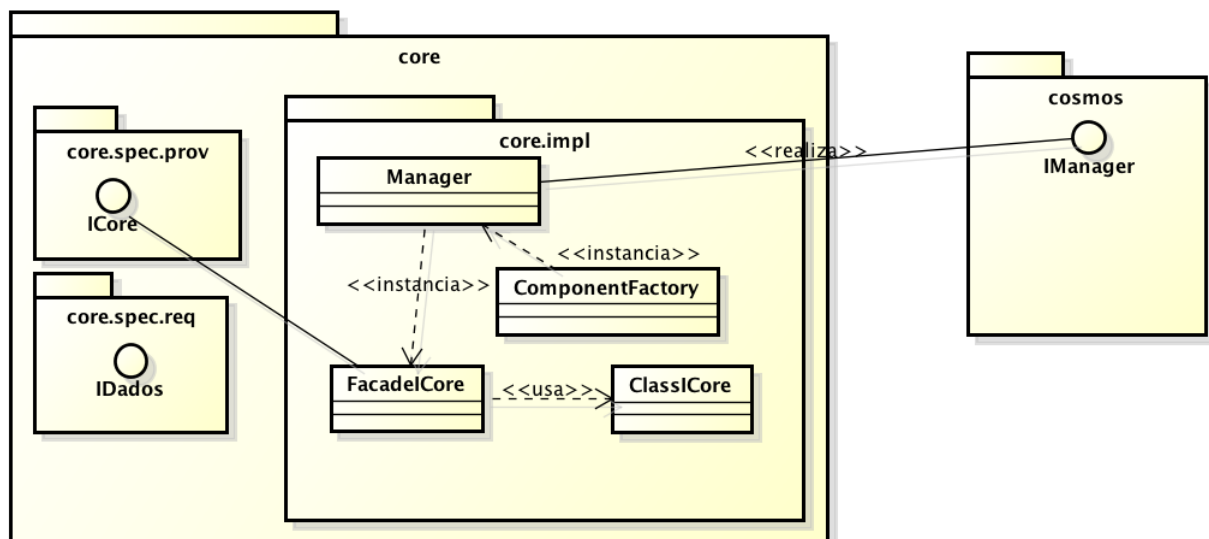 core
cosmos
core.spec.prov
ICore
core.impl
Manager
<<realiza>>
IManager
<<instancia>>
<<instancia>>
ComponentFactory
core.spec.req
IDados
FacadeICore
<<usa>>
ClassICore